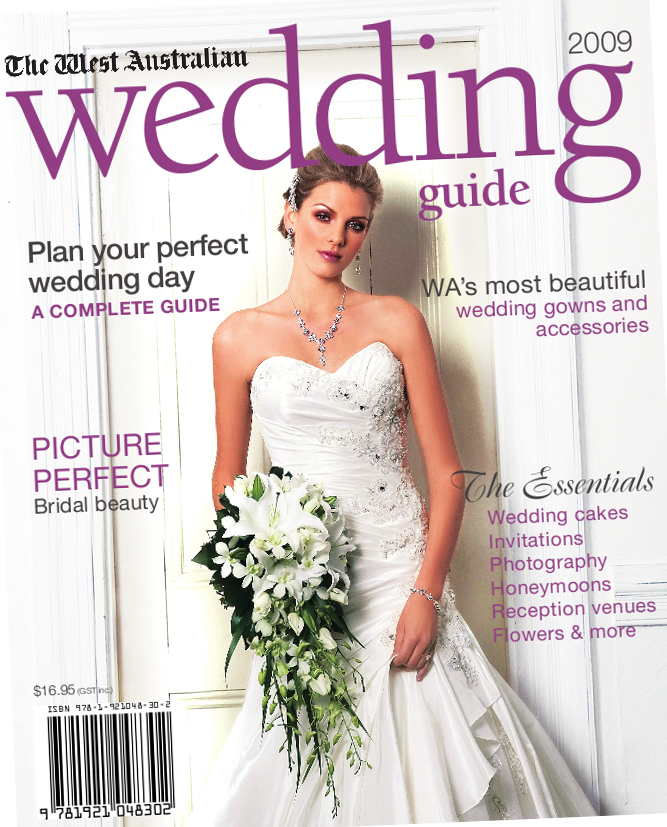 The West Australian
wedding
guide
2009
Plan your perfect
wedding day
A COMPLETE GUIDE
WA's most beautiful
wedding gowns and
accessories
PICTURE
PERFECT
Bridal beauty
The Essentials
Wedding cakes
Invitations
Photography
Honeymoons
Reception venues
Flowers & more
$16.95 (GST inc.)
ISBN 978-1-921048-30-2
9 781921 048302